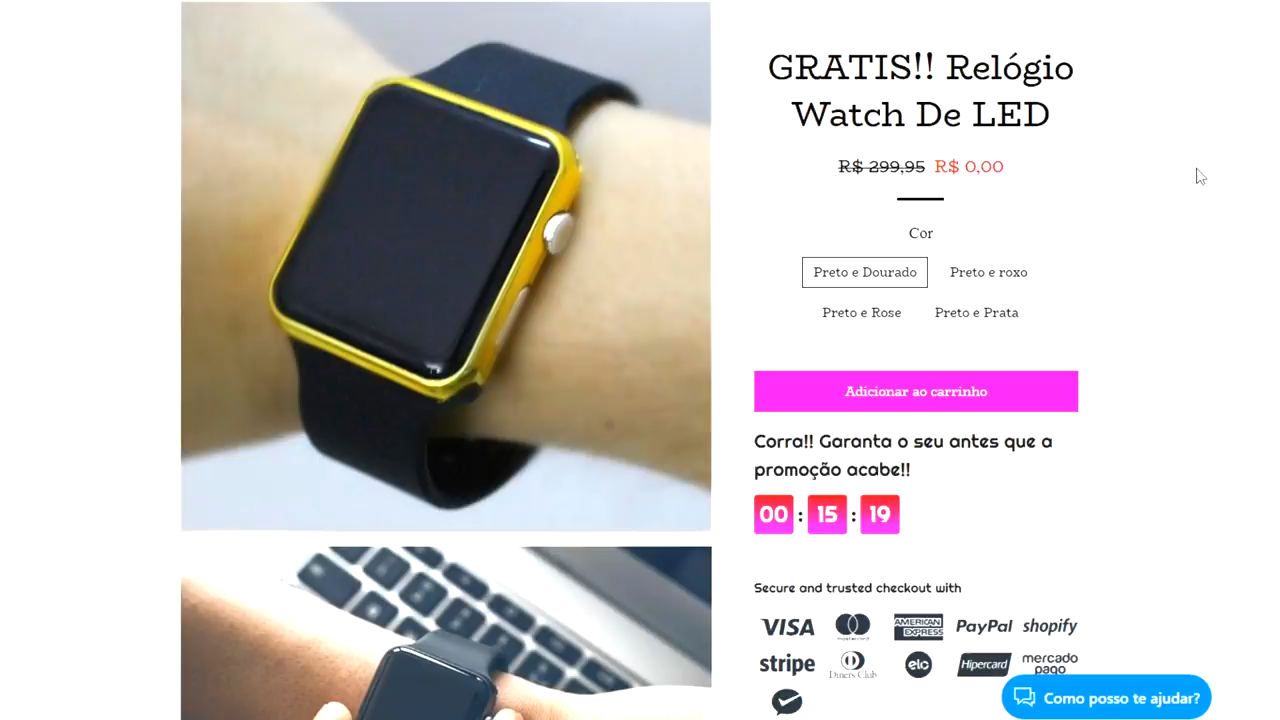 GRATIS!! Relógio
Watch De LED
R$ 299,95 R$ 0,00
Cor
Preto e Dourado Preto e roxo
Preto e Rose Preto e Prata
Adicionar ao carrinho
Corra!! Garanta o seu antes que a
promoção acabe!!
00 : 15 : 19
Secure and trusted checkout with
VISA AMERICAN EXPRESS PayPal shopify
stripe Diners Club elo Hipercard mercado pago
Como posso te ajudar?